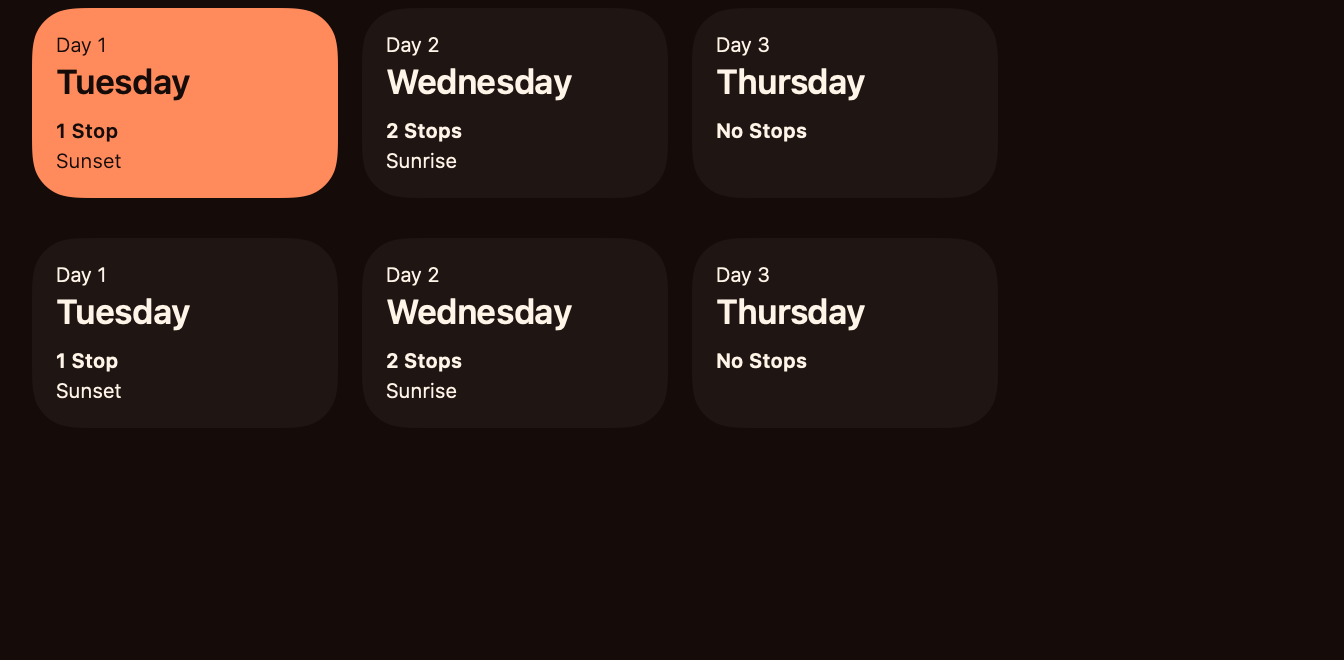 Day 1
Tuesday
1 Stop
Sunset
Day 2
Wednesday
2 Stops
Sunrise
Day 3
Thursday
No Stops
Day 1
Tuesday
1 Stop
Sunset
Day 2
Wednesday
2 Stops
Sunrise
Day 3
Thursday
No Stops